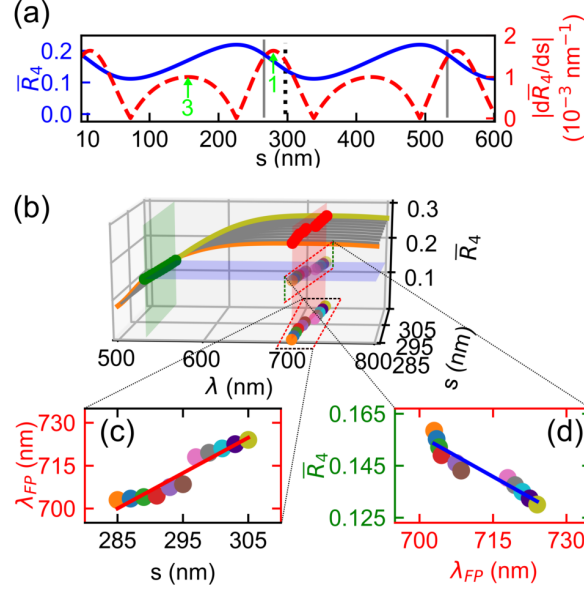 (a)
0.2
0.1
0.0
R̅₄
1
3
2
1
0
|dR̅₄/ds|
(10⁻³ nm⁻¹)
10 100 200 300 400 500 600
s (nm)
(b)
0.3
0.2
0.1
R̅₄
305
295
285
s (nm)
500 600 700 800
λ (nm)
(c)
730
715
700
λFP (nm)
285 295 305
s (nm)
(d)
0.165
0.145
0.125
R̅₄
700 715 730
λFP (nm)